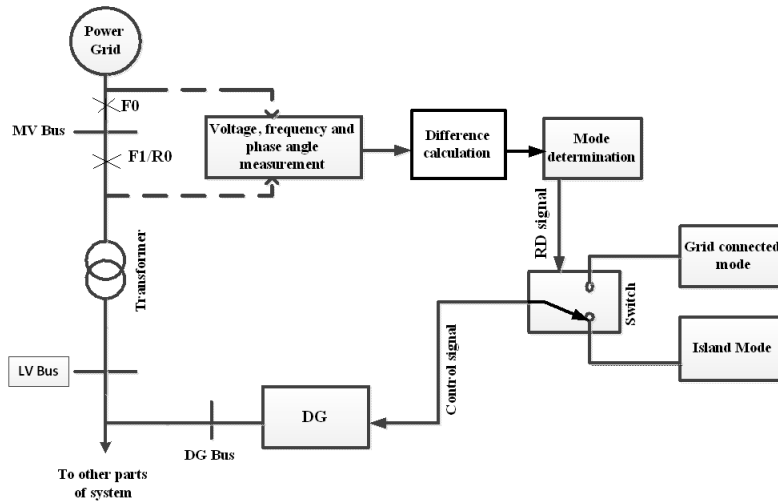 Power
Grid
F0
MV Bus
F1/R0
Voltage, frequency and
phase angle
measurement
Difference
calculation
Mode
determination
RD signal
Grid connected
mode
Switch
Island Mode
Transformer
Control signal
LV Bus
DG
DG Bus
To other parts
of system